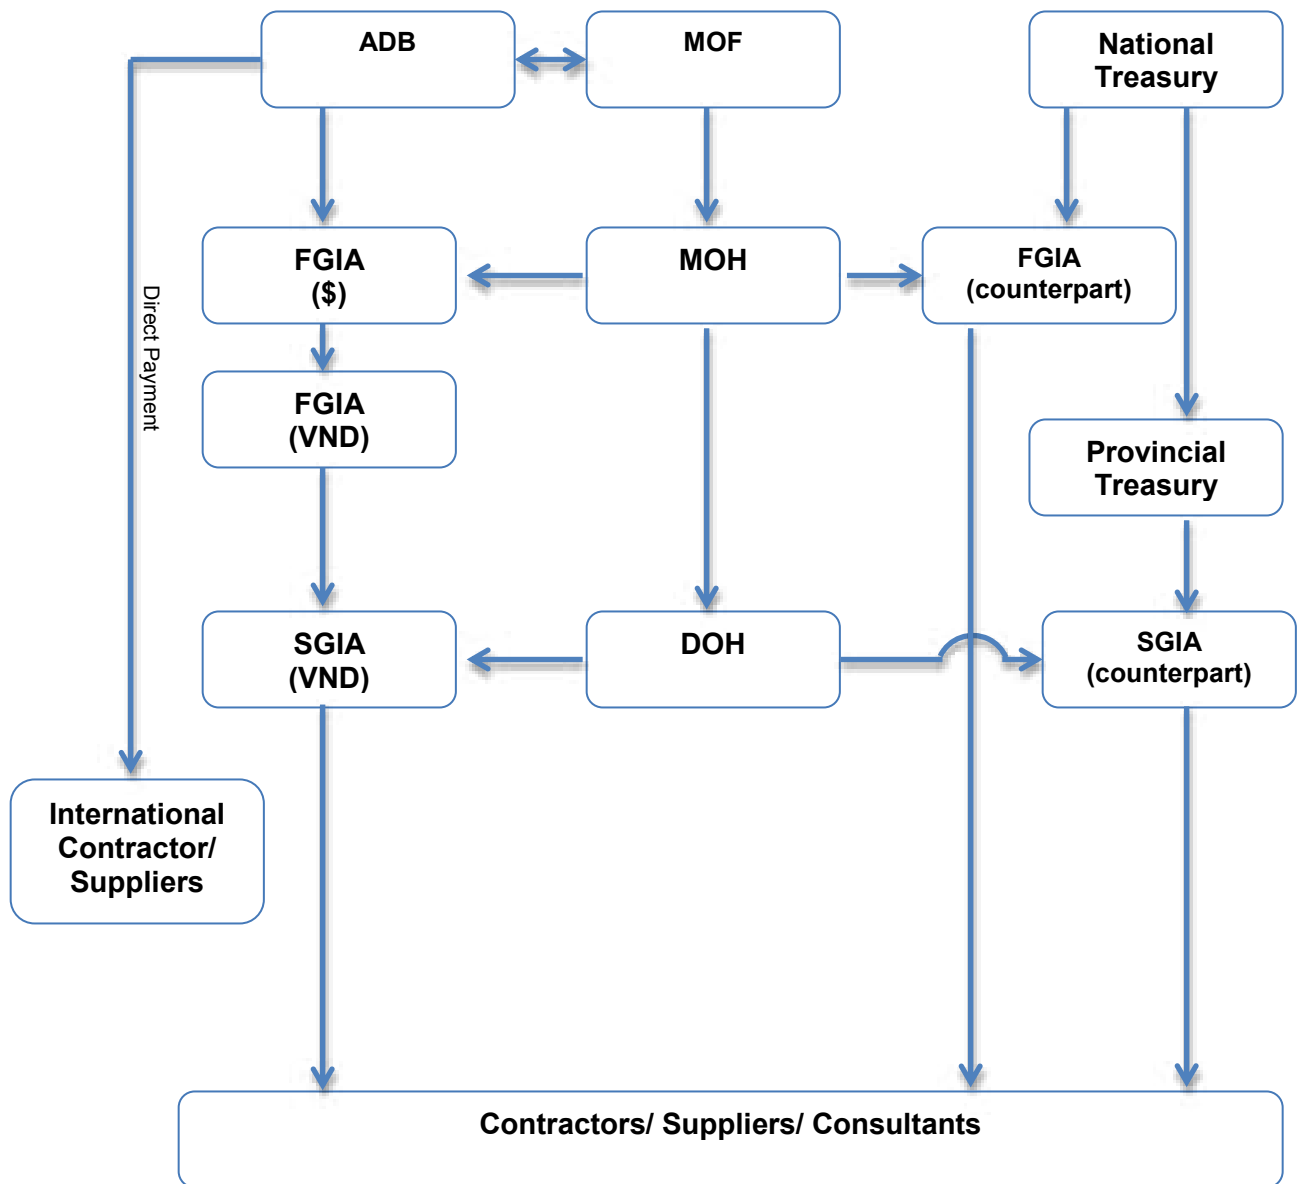 ADB
MOF
National
Treasury
FGIA
($)
MOH
FGIA
(counterpart)
Direct Payment
FGIA
(VND)
Provincial
Treasury
SGIA
(VND)
DOH
SGIA
(counterpart)
International
Contractor/
Suppliers
Contractors/ Suppliers/ Consultants